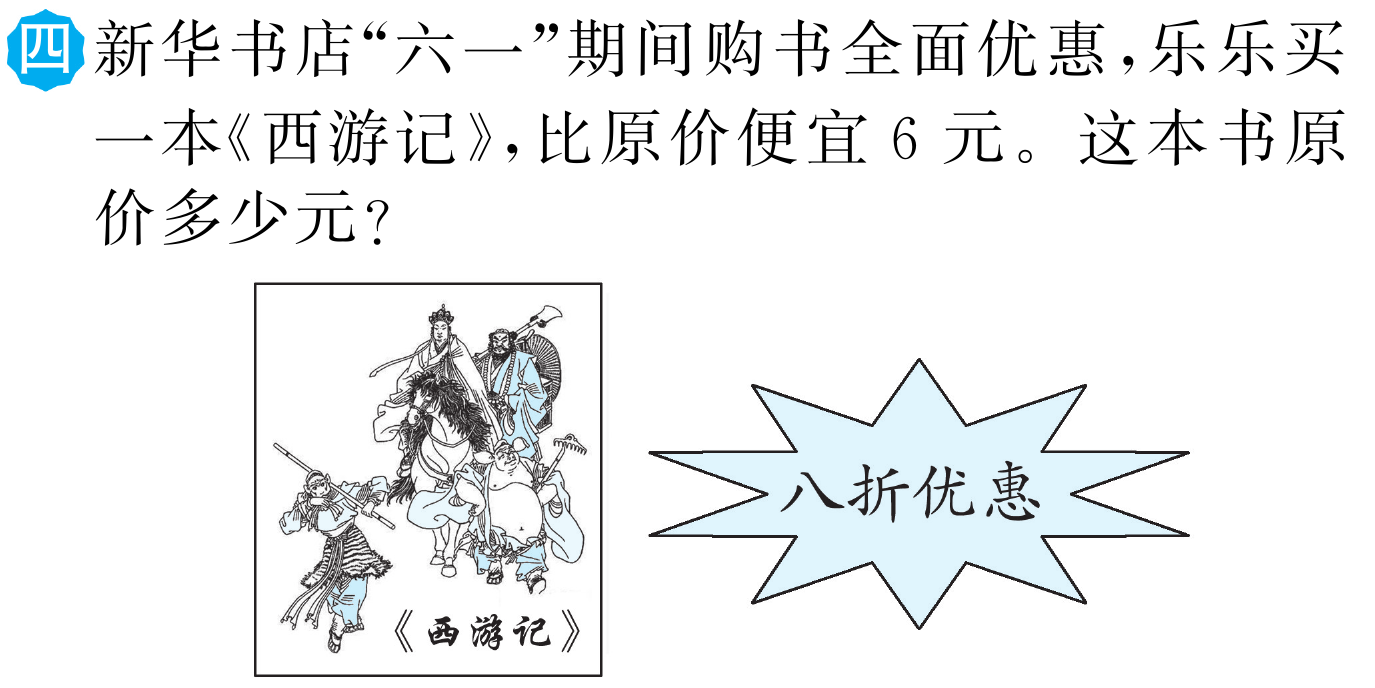 四 新华书店“六一”期间购书全面优惠,乐乐买
一本《西游记》,比原价便宜 6 元。这本书原
价多少元?
八折优惠
《西游记》